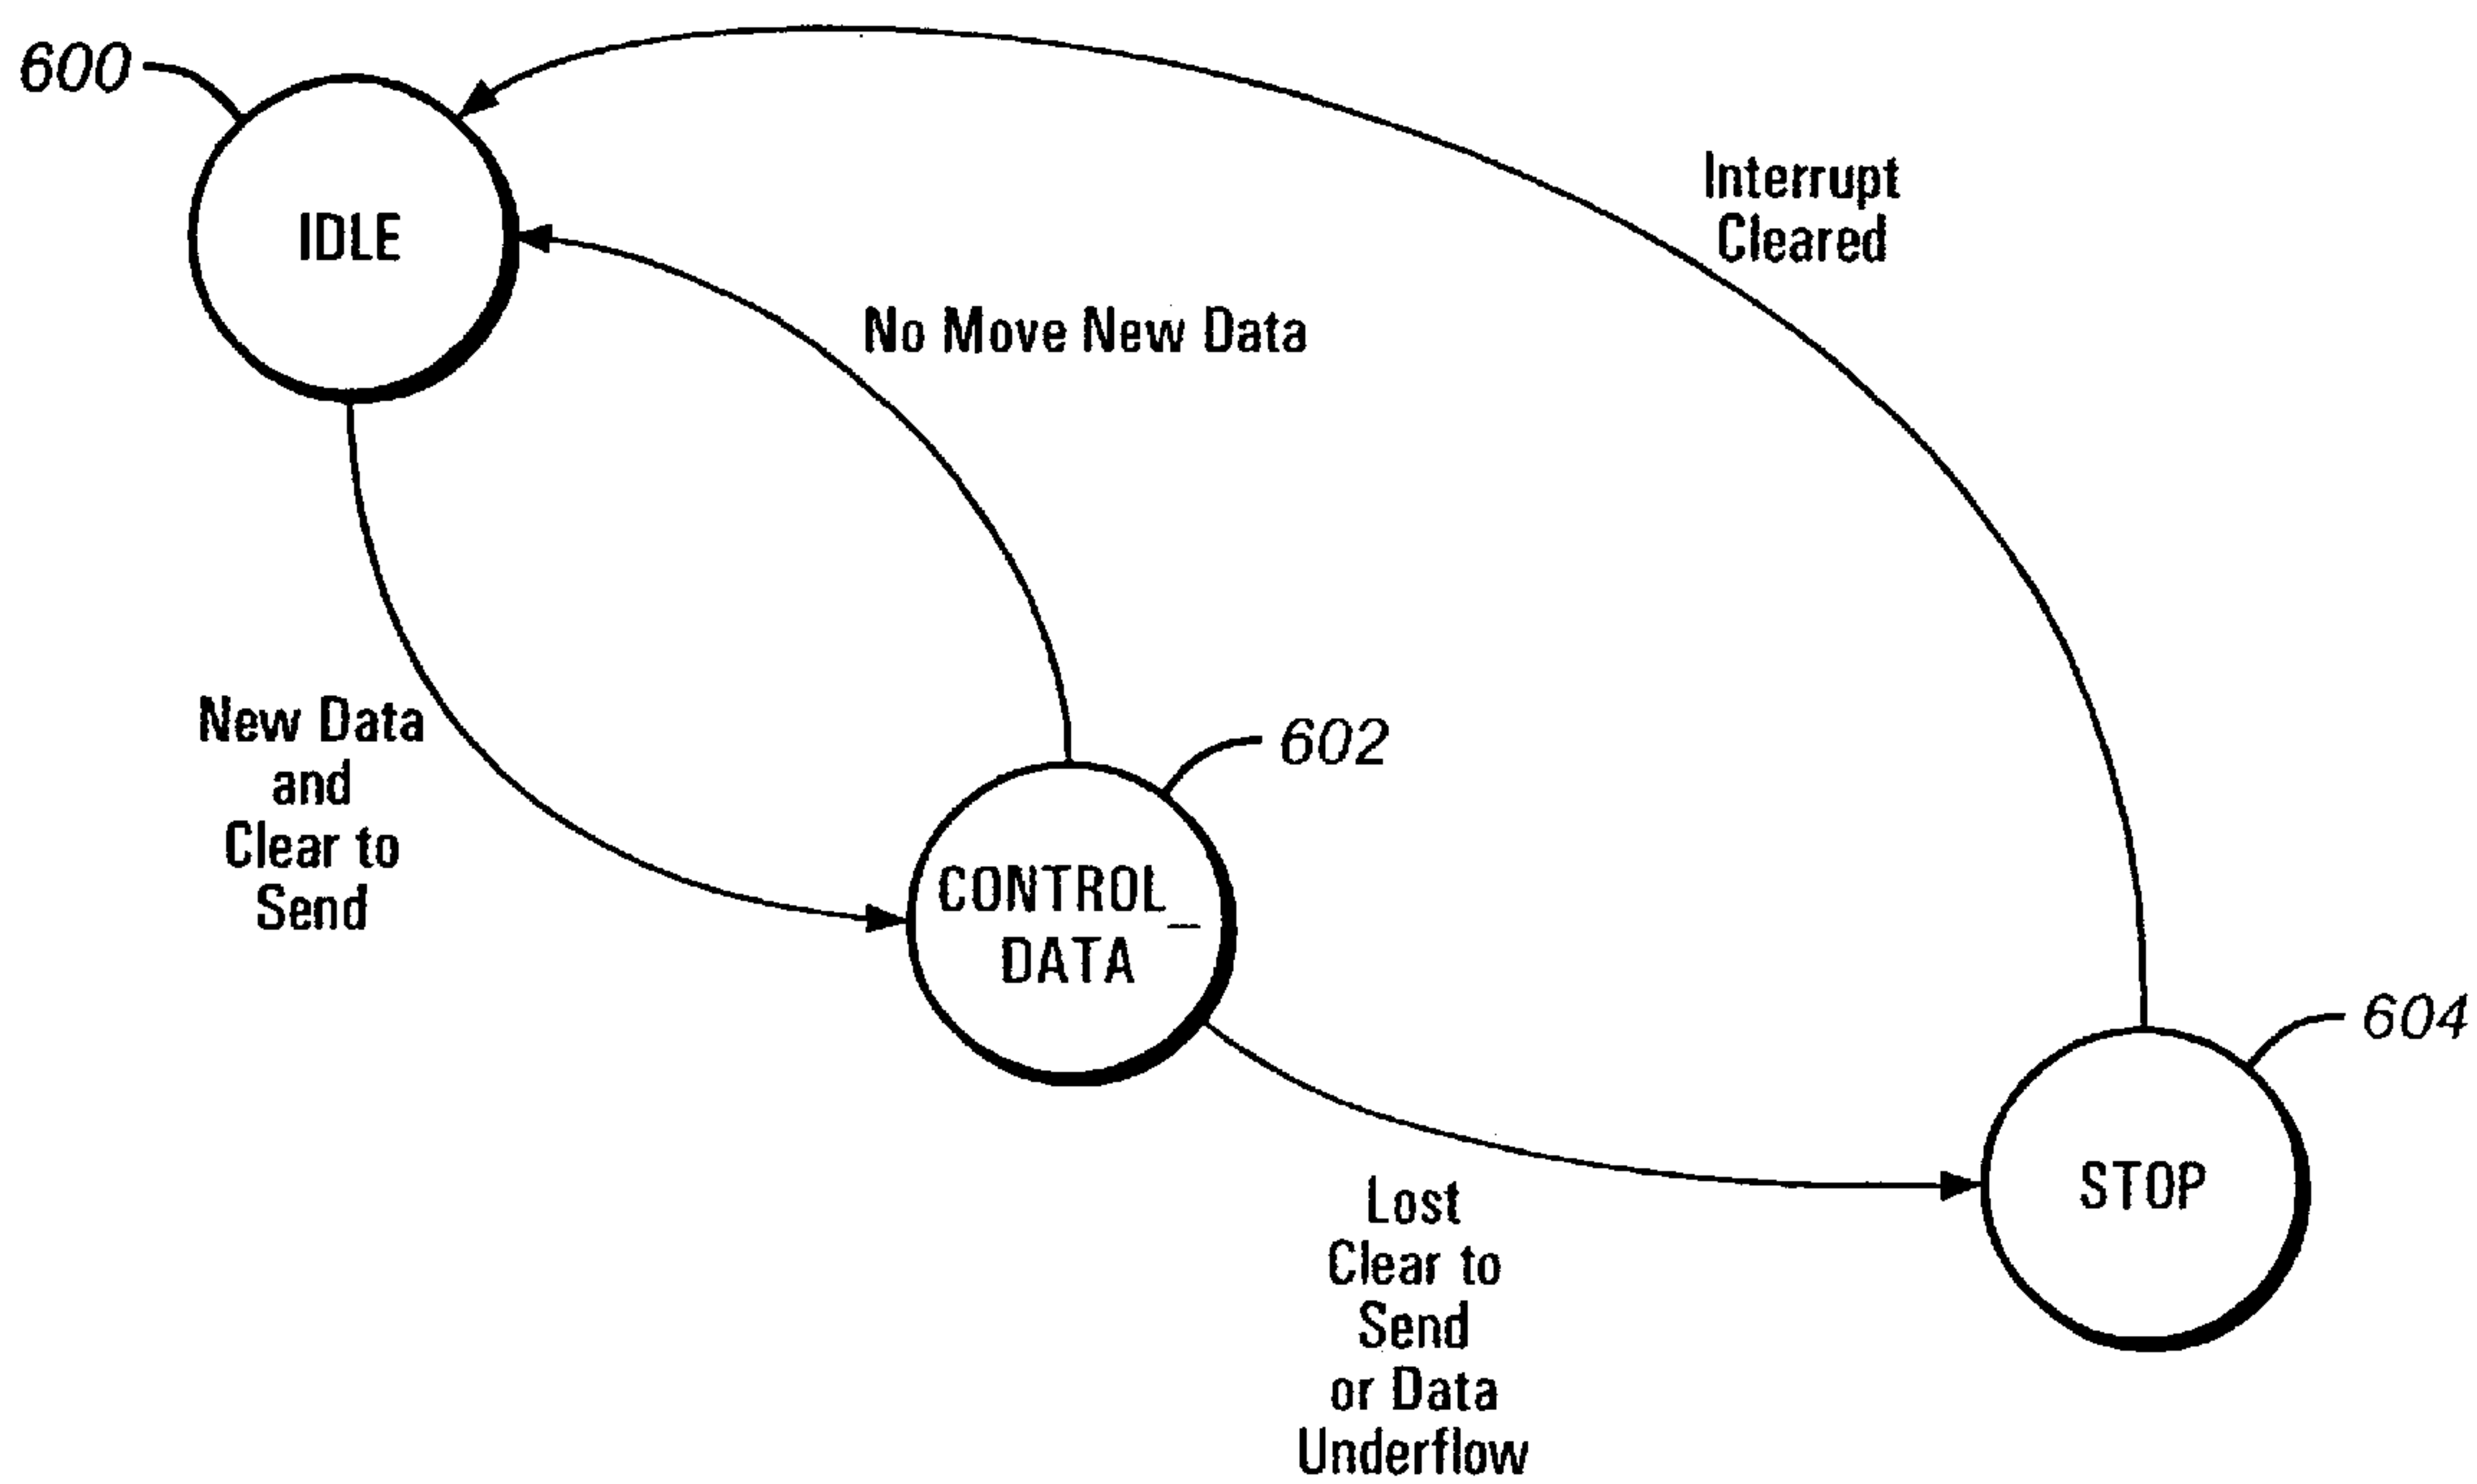 600
IDLE
Interrupt
Cleared
No Move New Data
New Data
and
Clear to
Send
602
CONTROL_
DATA
604
STOP
Lost
Clear to
Send
or Data
Underflow